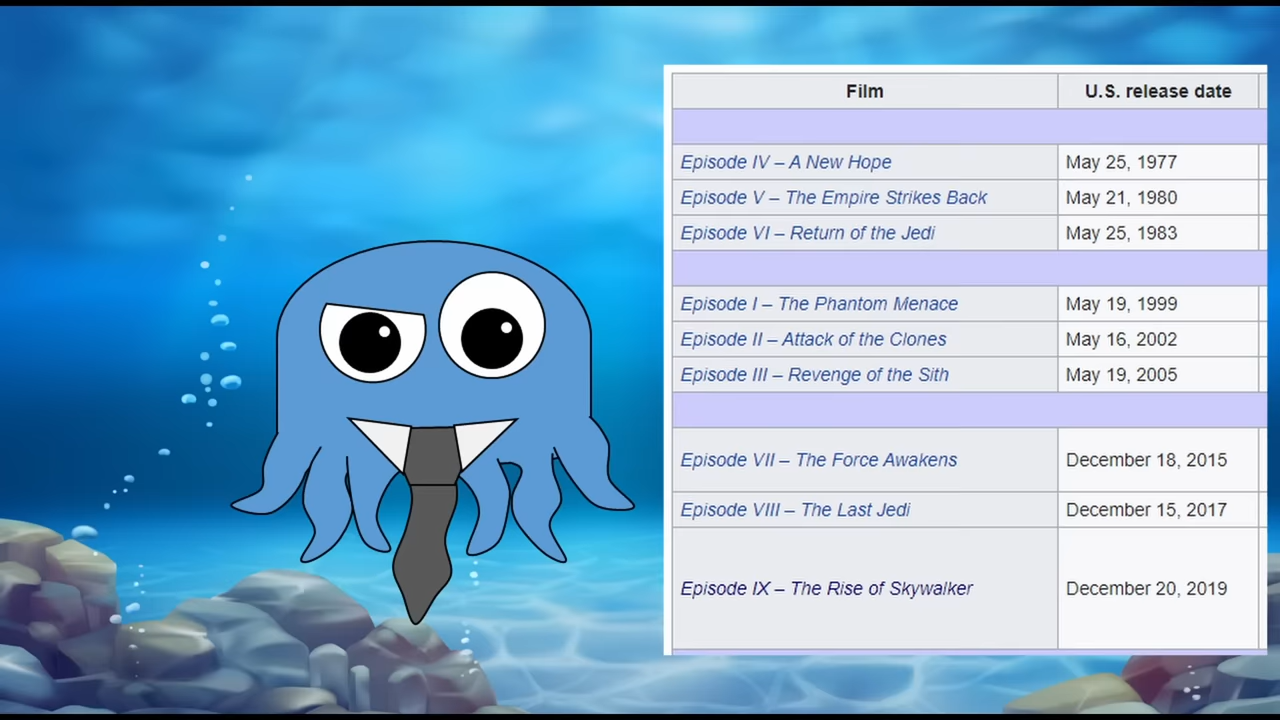 Film U.S. release date
Episode IV – A New Hope May 25, 1977
Episode V – The Empire Strikes Back May 21, 1980
Episode VI – Return of the Jedi May 25, 1983
Episode I – The Phantom Menace May 19, 1999
Episode II – Attack of the Clones May 16, 2002
Episode III – Revenge of the Sith May 19, 2005
Episode VII – The Force Awakens December 18, 2015
Episode VIII – The Last Jedi December 15, 2017
Episode IX – The Rise of Skywalker December 20, 2019